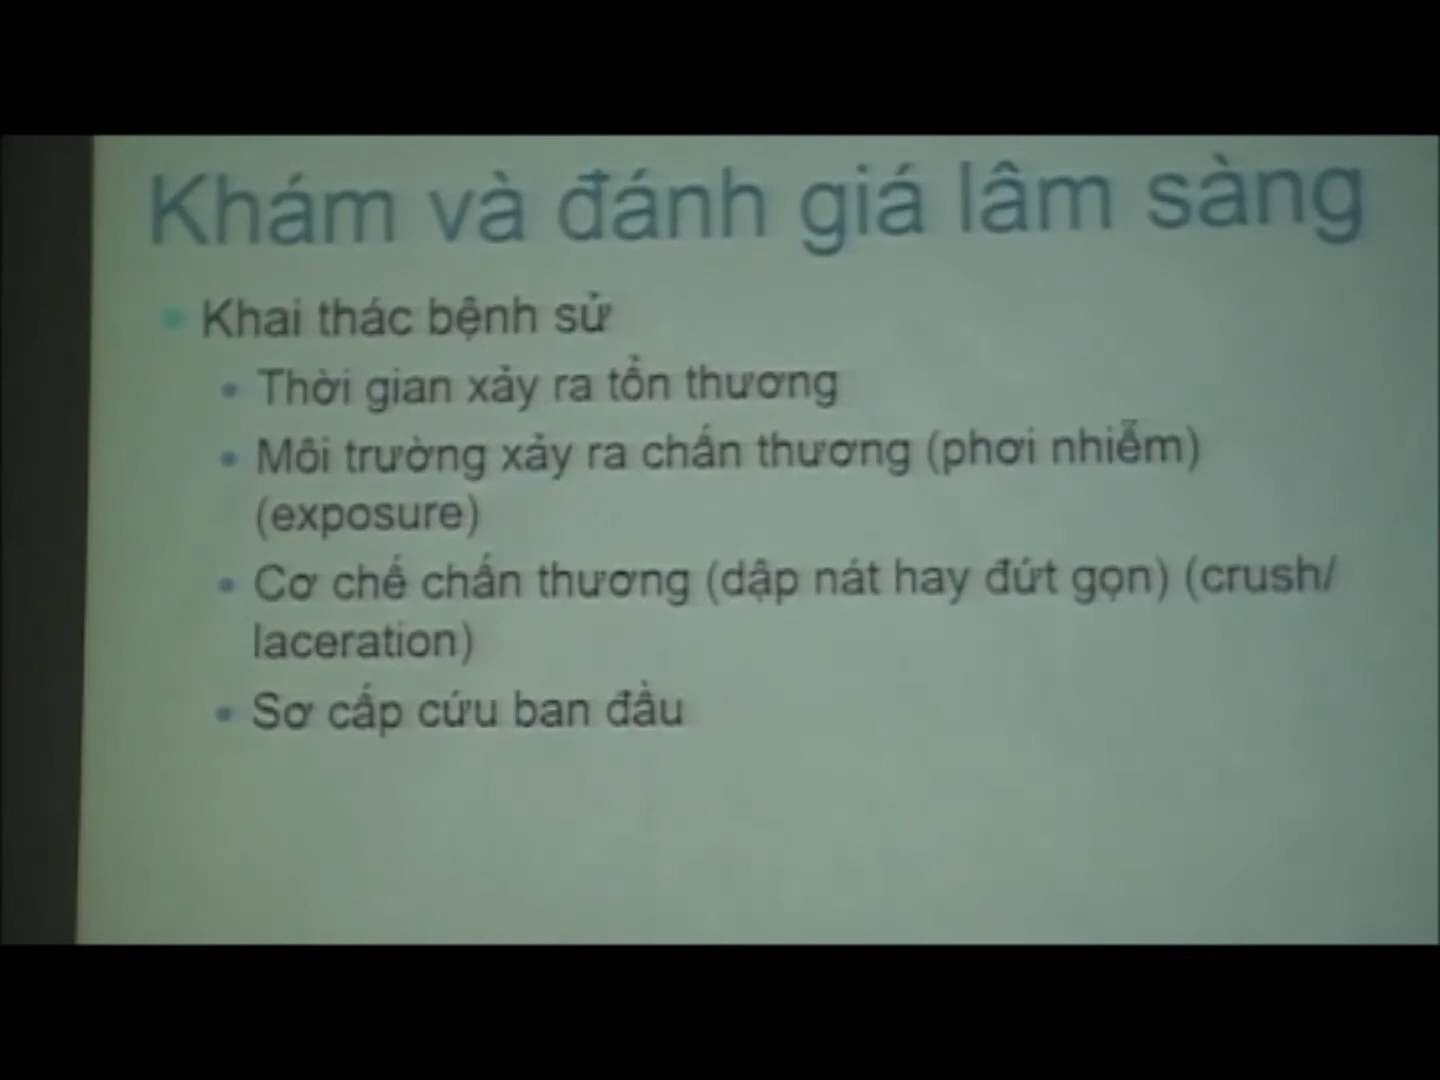 Khám và đánh giá lâm sàng
Khai thác bệnh sử
Thời gian xảy ra tổn thương
Môi trường xảy ra chấn thương (phơi nhiễm)
(exposure)
Cơ chế chấn thương (dập nát hay đứt gọn) (crush/
laceration)
Sơ cấp cứu ban đầu